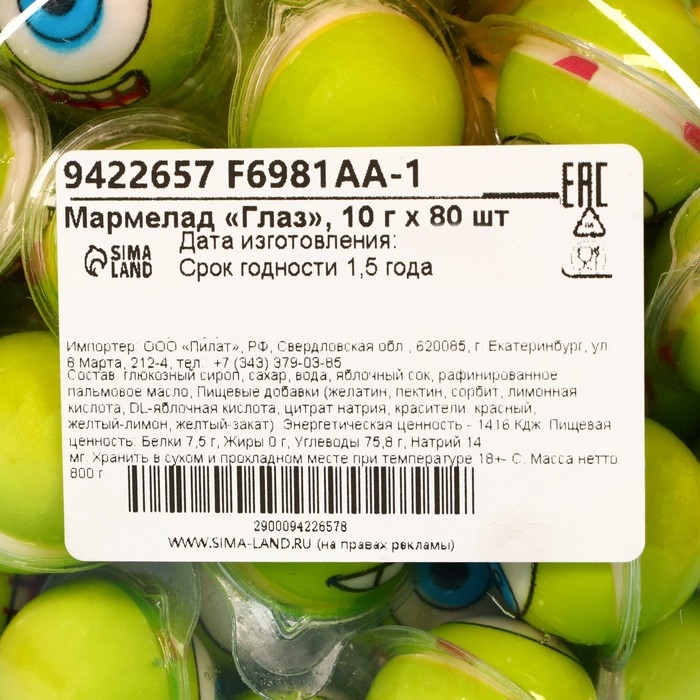 9422657 F6981AA-1
EAC
Мармелад «Глаз», 10 г x 80 шт
SIMA LAND
Дата изготовления:
Срок годности 1,5 года
Импортер: ООО «Пилат», РФ, Свердловская обл., 620085, г. Екатеринбург, ул.
8 Марта, 212-4, тел.: +7 (343) 379-03-85
Состав: глюкозный сироп, сахар, вода, яблочный сок, рафинированное
пальмовое масло, Пищевые добавки (желатин, пектин, сорбит, лимонная
кислота, DL-яблочная кислота, цитрат натрия, красители: красный,
желтый-лимон, желтый-закат). Энергетическая ценность - 1416 Кдж. Пищевая
ценность: Белки 7,5 г, Жиры 0 г, Углеводы 75,8 г, Натрий 14
мг. Хранить в сухом и прохладном месте при температуре 18+- С. Масса нетто:
800 г.
2900094226578
WWW.SIMA-LAND.RU (на правах рекламы)